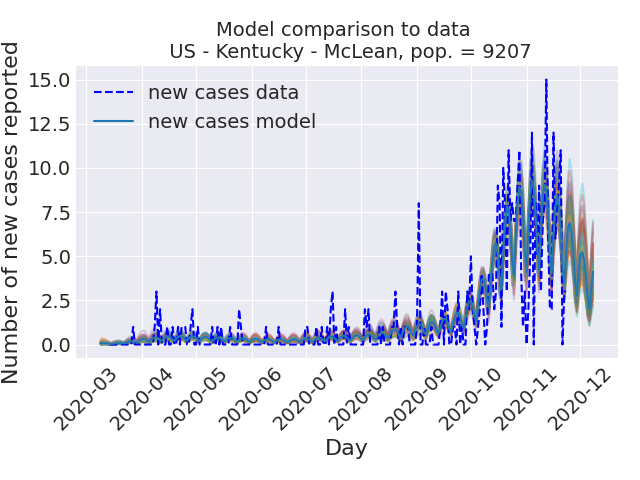 Model comparison to data
US - Kentucky - McLean, pop. = 9207
Number of new cases reported
15.0
12.5
10.0
7.5
5.0
2.5
0.0
new cases data
new cases model
2020-03
2020-04
2020-05
2020-06
2020-07
2020-08
2020-09
2020-10
2020-11
2020-12
Day